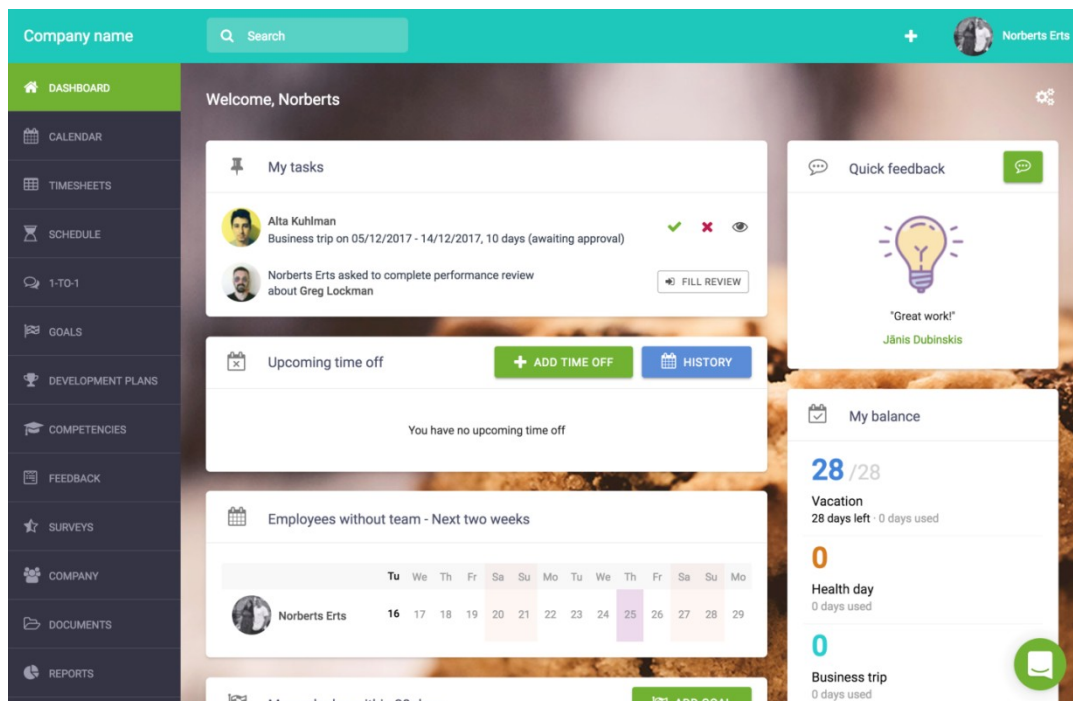 Company name
Search
Norberts Erts
DASHBOARD
CALENDAR
TIMESHEETS
SCHEDULE
1-TO-1
GOALS
DEVELOPMENT PLANS
COMPETENCIES
FEEDBACK
SURVEYS
COMPANY
DOCUMENTS
REPORTS
Welcome, Norberts
My tasks
Alta Kuhlman
Business trip on 05/12/2017 - 14/12/2017, 10 days (awaiting approval)
Norberts Erts asked to complete performance review
about Greg Lockman
FILL REVIEW
Upcoming time off
ADD TIME OFF
HISTORY
You have no upcoming time off
Employees without team - Next two weeks
Tu We Th Fr Sa Su Mo Tu We Th Fr Sa Su Mo
Norberts Erts 16 17 18 19 20 21 22 23 24 25 26 27 28 29
Quick feedback
"Great work!"
Jānis Dubinskis
My balance
28 /28
Vacation
28 days left · 0 days used
0
Health day
0 days used
0
Business trip
0 days used